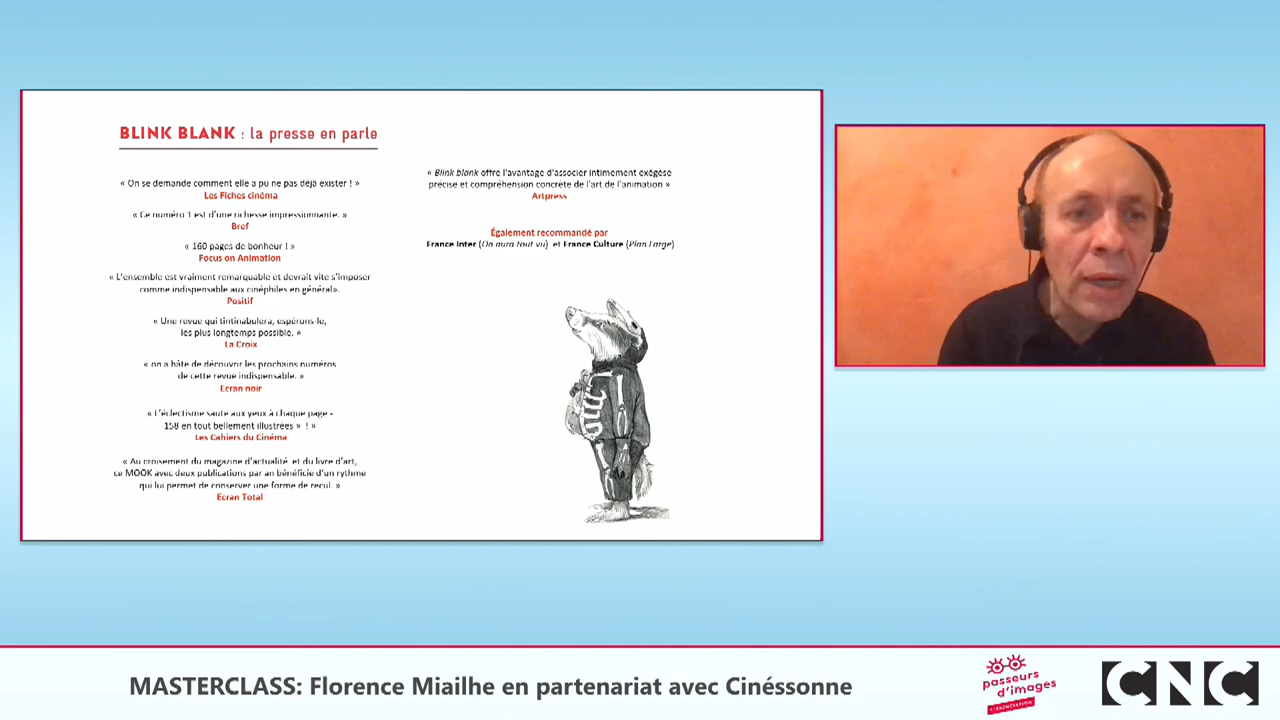 BLINK BLANK : la presse en parle
« On se demande comment elle a pu ne pas déjà exister ! »
Les Fiches cinéma
« Ce numéro 1 est d'une richesse impressionnante. »
Bref
« 160 pages de bonheur ! »
Focus on Animation
« L'ensemble est vraiment remarquable et devrait vite s'imposer
comme indispensable aux cinéphiles en général».
Positif
« Une revue qui tintinabulera, espérons-le,
les plus longtemps possible. »
La Croix
« on a hâte de découvrir les prochains numéros
de cette revue indispensable. »
Ecran noir
« L'éclectisme saute aux yeux à chaque page -
158 en tout bellement illustrées » ! »
Les Cahiers du Cinéma
« Au croisement du magazine d'actualité et du livre d'art,
ce MOOK avec deux publications par an bénéficie d'un rythme
qui lui permet de conserver une forme de recul. »
Ecran Total
« Blink blank offre l'avantage d'associer intimement exégèse
précise et compréhension concrète de l'art de l'animation »
Artpress
Également recommandé par
France Inter (On aura tout vu) et France Culture (Plan Large)
MASTERCLASS: Florence Miailhe en partenariat avec Cinéssonne
passeurs
d'images
L'ASSOCIATION
CNC